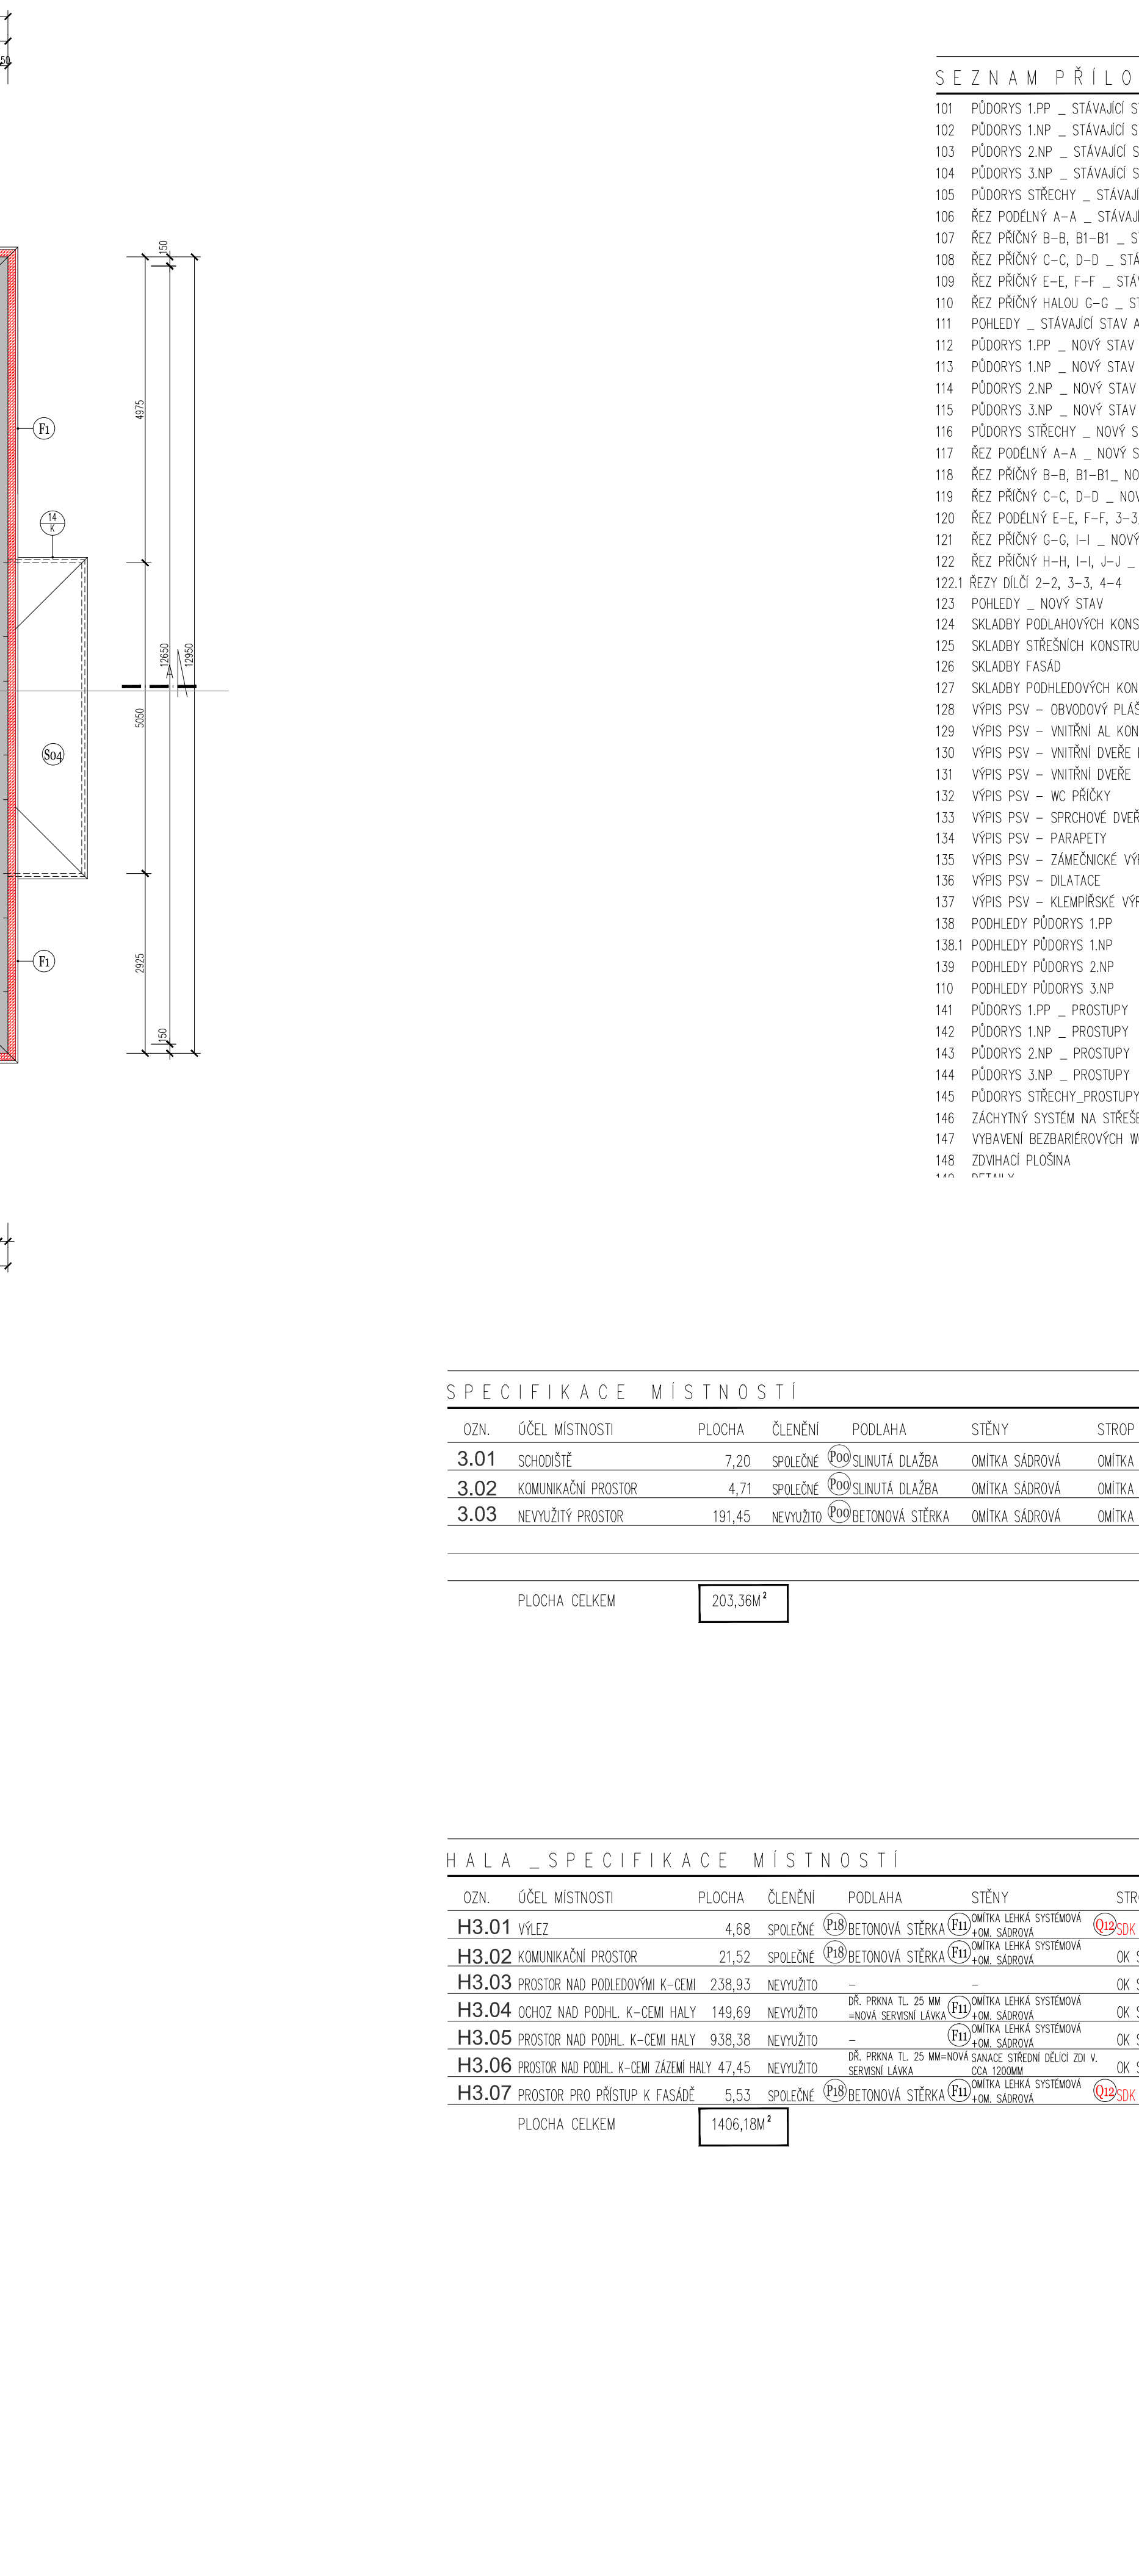 50
150
4975
F1
14
K
12650
12950
A
5050
S04
F1
2925
150
SEZNAM PŘÍLO
101 PŮDORYS 1.PP _ STÁVAJÍCÍ
102 PŮDORYS 1.NP _ STÁVAJÍCÍ
103 PŮDORYS 2.NP _ STÁVAJÍCÍ
104 PŮDORYS 3.NP _ STÁVAJÍCÍ
105 PŮDORYS STŘECHY _ STÁVAJÍ
106 ŘEZ PODÉLNÝ A-A _ STÁVAJÍ
107 ŘEZ PŘÍČNÝ B-B, B1-B1 _ S
108 ŘEZ PŘÍČNÝ C-C, D-D _ STÁ
109 ŘEZ PŘÍČNÝ E-E, F-F _ STÁV
110 ŘEZ PŘÍČNÝ HALOU G-G _ S
111 POHLEDY _ STÁVAJÍCÍ STAV A
112 PŮDORYS 1.PP _ NOVÝ STAV
113 PŮDORYS 1.NP _ NOVÝ STAV
114 PŮDORYS 2.NP _ NOVÝ STAV
115 PŮDORYS 3.NP _ NOVÝ STAV
116 PŮDORYS STŘECHY _ NOVÝ S
117 ŘEZ PODÉLNÝ A-A _ NOVÝ S
118 ŘEZ PŘÍČNÝ B-B, B1-B1_ NO
119 ŘEZ PŘÍČNÝ C-C, D-D _ NOV
120 ŘEZ PODÉLNÝ E-E, F-F, 3-3
121 ŘEZ PŘÍČNÝ G-G, I-I _ NOVÝ
122 ŘEZ PŘÍČNÝ H-H, I-I, J-J _
122.1 ŘEZY DÍLČÍ 2-2, 3-3, 4-4
123 POHLEDY _ NOVÝ STAV
124 SKLADBY PODLAHOVÝCH KONS
125 SKLADBY STŘEŠNÍCH KONSTRU
126 SKLADBY FASÁD
127 SKLADBY PODHLEDOVÝCH KON
128 VÝPIS PSV - OBVODOVÝ PLÁŠ
129 VÝPIS PSV - VNITŘNÍ AL KON
130 VÝPIS PSV - VNITŘNÍ DVEŘE
131 VÝPIS PSV - VNITŘNÍ DVEŘE
132 VÝPIS PSV - WC PŘÍČKY
133 VÝPIS PSV - SPRCHOVÉ DVEŘ
134 VÝPIS PSV - PARAPETY
135 VÝPIS PSV - ZÁMEČNICKÉ VÝR
136 VÝPIS PSV - DILATACE
137 VÝPIS PSV - KLEMPÍŘSKÉ VÝR
138 PODHLEDY PŮDORYS 1.PP
138.1 PODHLEDY PŮDORYS 1.NP
139 PODHLEDY PŮDORYS 2.NP
110 PODHLEDY PŮDORYS 3.NP
141 PŮDORYS 1.PP _ PROSTUPY
142 PŮDORYS 1.NP _ PROSTUPY
143 PŮDORYS 2.NP _ PROSTUPY
144 PŮDORYS 3.NP _ PROSTUPY
145 PŮDORYS STŘECHY_PROSTUPY
146 ZÁCHYTNÝ SYSTÉM NA STŘEŠE
147 VYBAVENÍ BEZBARIÉROVÝCH W
148 ZDVIHACÍ PLOŠINA
149 DETAILY
SPECIFIKACE MÍSTNOSTÍ
OZN. ÚČEL MÍSTNOSTI PLOCHA ČLENĚNÍ PODLAHA STĚNY STROP
3.01 SCHODIŠTĚ 7,20 SPOLEČNÉ P00 SLINUTÁ DLAŽBA OMÍTKA SÁDROVÁ OMÍTKA
3.02 KOMUNIKAČNÍ PROSTOR 4,71 SPOLEČNÉ P00 SLINUTÁ DLAŽBA OMÍTKA SÁDROVÁ OMÍTKA
3.03 NEVYUŽITÝ PROSTOR 191,45 NEVYUŽITO P00 BETONOVÁ STĚRKA OMÍTKA SÁDROVÁ OMÍTKA
PLOCHA CELKEM 203,36M²
HALA _SPECIFIKACE MÍSTNOSTÍ
OZN. ÚČEL MÍSTNOSTI PLOCHA ČLENĚNÍ PODLAHA STĚNY STR
H3.01 VÝLEZ 4,68 SPOLEČNÉ P18 BETONOVÁ STĚRKA F11 OMÍTKA LEHKÁ SYSTÉMOVÁ +OM. SÁDROVÁ Q12 SDK
H3.02 KOMUNIKAČNÍ PROSTOR 21,52 SPOLEČNÉ P18 BETONOVÁ STĚRKA F11 OMÍTKA LEHKÁ SYSTÉMOVÁ +OM. SÁDROVÁ OK S
H3.03 PROSTOR NAD PODLEDOVÝMI K-CEMI 238,93 NEVYUŽITO - - OK S
H3.04 OCHOZ NAD PODHL. K-CEMI HALY 149,69 NEVYUŽITO DŘ. PRKNA TL. 25 MM =NOVÁ SERVISNÍ LÁVKA F11 OMÍTKA LEHKÁ SYSTÉMOVÁ +OM. SÁDROVÁ OK S
H3.05 PROSTOR NAD PODHL. K-CEMI HALY 938,38 NEVYUŽITO - F11 OMÍTKA LEHKÁ SYSTÉMOVÁ +OM. SÁDROVÁ OK S
H3.06 PROSTOR NAD PODHL. K-CEMI ZÁZEMÍ HALY 47,45 NEVYUŽITO DŘ. PRKNA TL. 25 MM=NOVÁ SERVISNÍ LÁVKA SANACE STŘEDNÍ DĚLÍCÍ ZDI V. CCA 1200MM OK S
H3.07 PROSTOR PRO PŘÍSTUP K FASÁDĚ 5,53 SPOLEČNÉ P18 BETONOVÁ STĚRKA F11 OMÍTKA LEHKÁ SYSTÉMOVÁ +OM. SÁDROVÁ Q12 SDK
PLOCHA CELKEM 1406,18M²